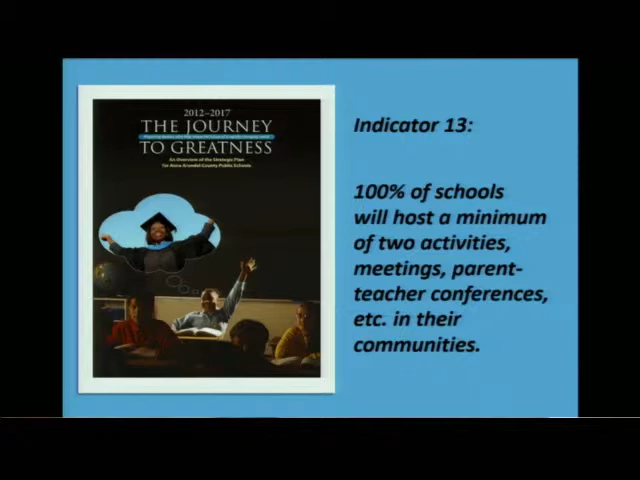 2012–2017
THE JOURNEY
TO GREATNESS
An Overview of the Strategic Plan
for Anne Arundel County Public Schools
Indicator 13:
100% of schools
will host a minimum
of two activities,
meetings, parent-
teacher conferences,
etc. in their
communities.